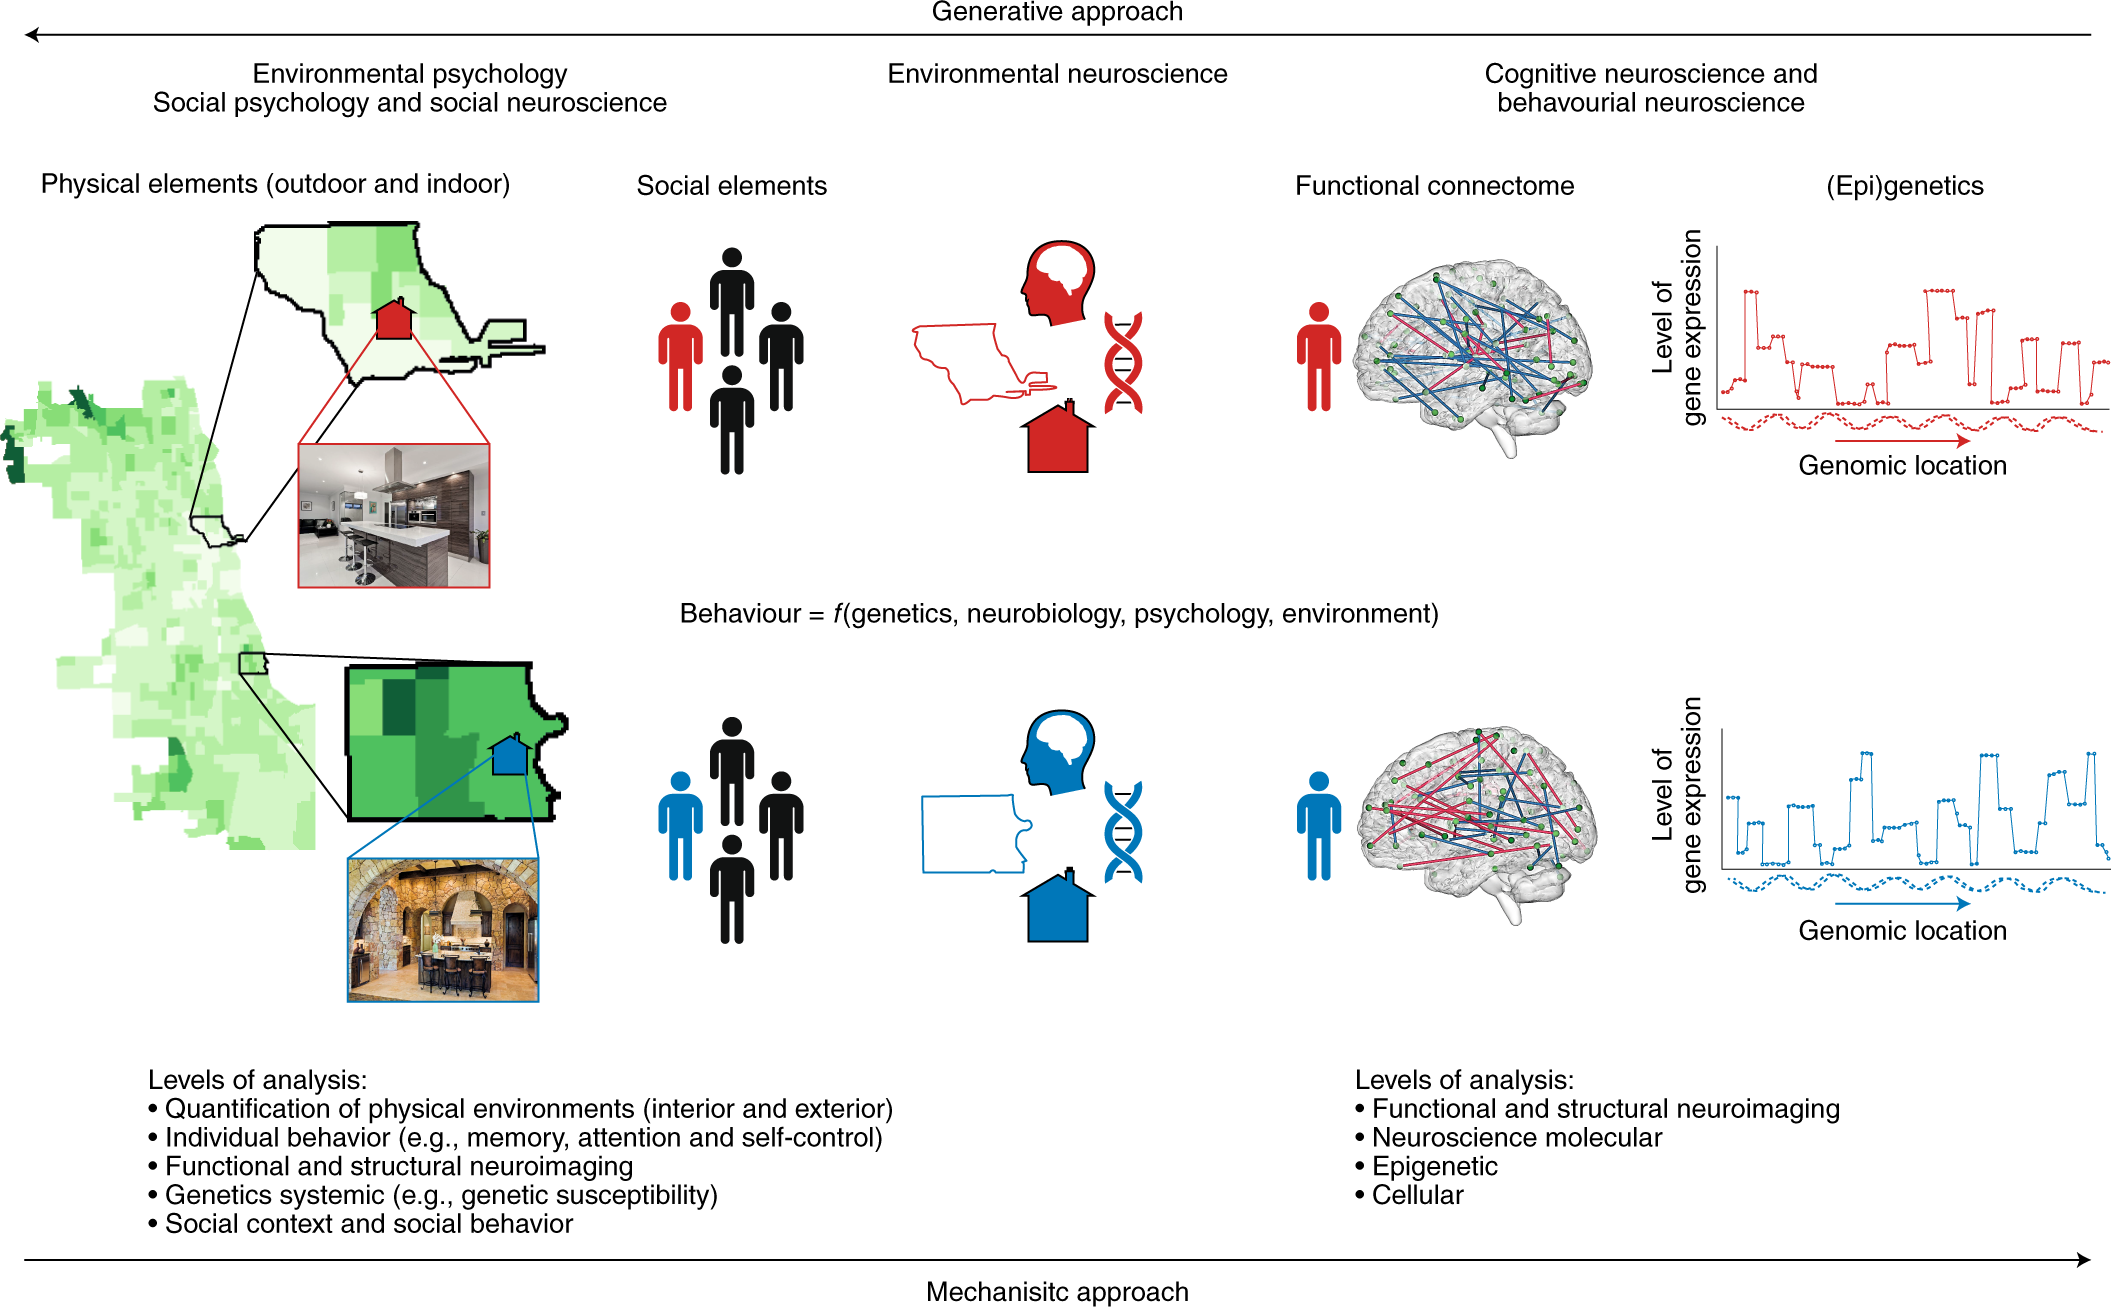 Generative approach
Environmental psychology
Social psychology and social neuroscience
Environmental neuroscience
Cognitive neuroscience and
behavourial neuroscience
Physical elements (outdoor and indoor)
Social elements
Functional connectome
(Epi)genetics
Level of
gene expression
Genomic location
Behaviour = f(genetics, neurobiology, psychology, environment)
Level of
gene expression
Genomic location
Levels of analysis:
• Quantification of physical environments (interior and exterior)
• Individual behavior (e.g., memory, attention and self-control)
• Functional and structural neuroimaging
• Genetics systemic (e.g., genetic susceptibility)
• Social context and social behavior
Levels of analysis:
• Functional and structural neuroimaging
• Neuroscience molecular
• Epigenetic
• Cellular
Mechanisitc approach